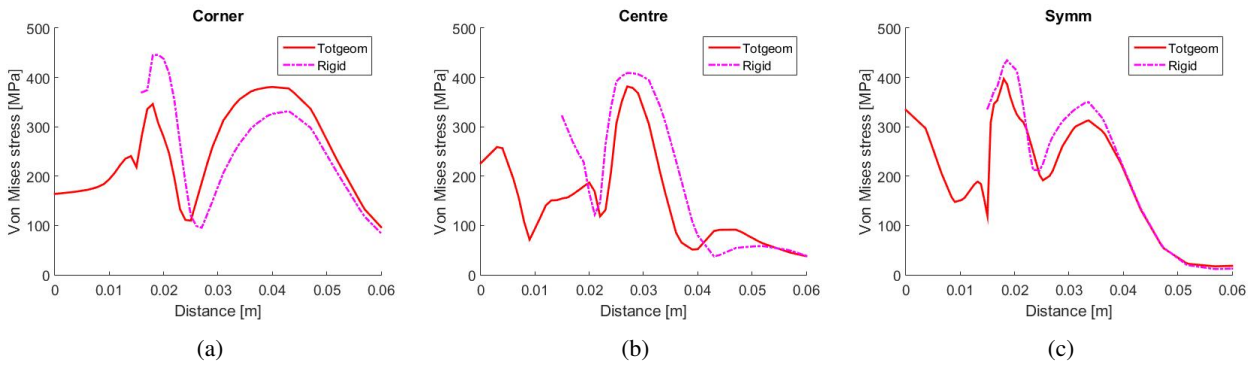 Corner
500
400
300
200
100
0
Von Mises stress [MPa]
Totgeom
Rigid
0 0.01 0.02 0.03 0.04 0.05 0.06
Distance [m]
(a)
Centre
500
400
300
200
100
0
Von Mises stress [MPa]
Totgeom
Rigid
0 0.01 0.02 0.03 0.04 0.05 0.06
Distance [m]
(b)
Symm
500
400
300
200
100
0
Von Mises stress [MPa]
Totgeom
Rigid
0 0.01 0.02 0.03 0.04 0.05 0.06
Distance [m]
(c)